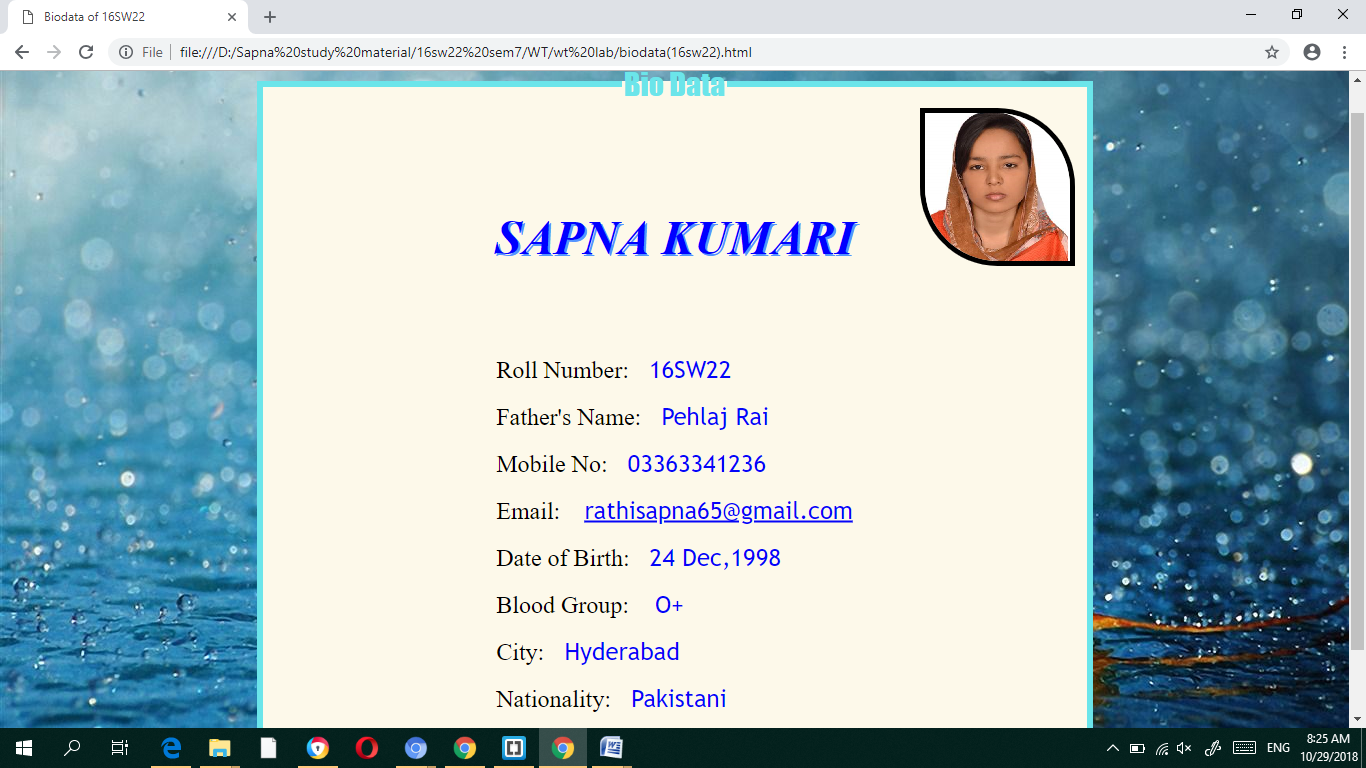 Biodata of 16SW22
File file:///D:/Sapna%20study%20material/16sw22%20sem7/WT/wt%20lab/biodata(16sw22).html
Bio Data
SAPNA KUMARI
Roll Number: 16SW22
Father's Name: Pehlaj Rai
Mobile No: 03363341236
Email: rathisapna65@gmail.com
Date of Birth: 24 Dec,1998
Blood Group: O+
City: Hyderabad
Nationality: Pakistani
ENG
8:25 AM
10/29/2018